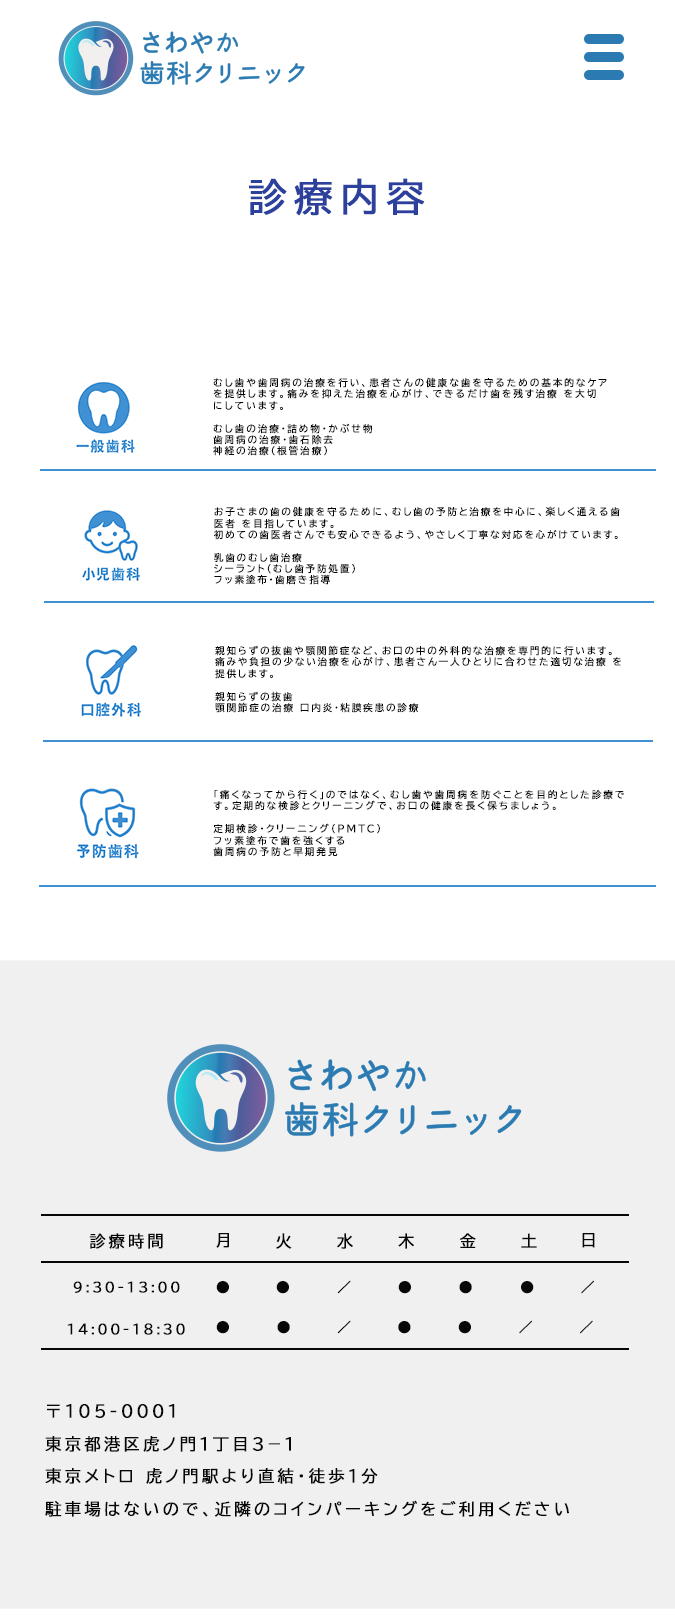 さわやか
歯科クリニック
診療内容
むし歯や歯周病の治療を行い、患者さんの健康な歯を守るための基本的なケア
を提供します。痛みを抑えた治療を心がけ、できるだけ歯を残す治療 を大切
にしています。
むし歯の治療・詰め物・かぶせ物
歯周病の治療・歯石除去
神経の治療（根管治療）
一般歯科
お子さまの歯の健康を守るために、むし歯の予防と治療を中心に、楽しく通える歯
医者 を目指しています。
初めての歯医者さんでも安心できるよう、やさしく丁寧な対応を心がけています。
乳歯のむし歯治療
シーラント（むし歯予防処置）
フッ素塗布・歯磨き指導
小児歯科
親知らずの抜歯や顎関節症など、お口の中の外科的な治療を専門的に行います。
痛みや負担の少ない治療を心がけ、患者さん一人ひとりに合わせた適切な治療 を
提供します。
親知らずの抜歯
顎関節症の治療 口内炎・粘膜疾患の診療
口腔外科
「痛くなってから行く」のではなく、むし歯や歯周病を防ぐことを目的とした診療で
す。定期的な検診とクリーニングで、お口の健康を長く保ちましょう。
定期検診・クリーニング（PMTC）
フッ素塗布で歯を強くする
歯周病の予防と早期発見
予防歯科
さわやか
歯科クリニック
診療時間 月 火 水 木 金 土 日
9:30-13:00 ● ● ／ ● ● ● ／
14:00-18:30 ● ● ／ ● ● ／ ／
〒105-0001
東京都港区虎ノ門1丁目3−1
東京メトロ 虎ノ門駅より直結・徒歩1分
駐車場はないので、近隣のコインパーキングをご利用ください